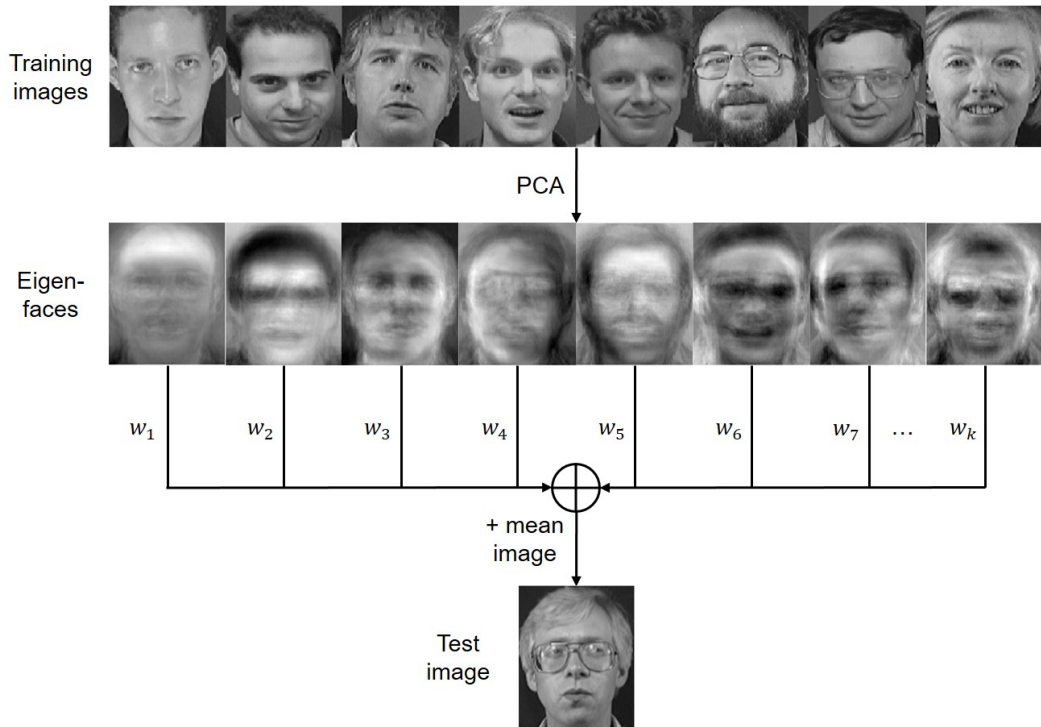 Training
images
PCA
Eigen-
faces
w₁ w₂ w₃ w₄ w₅ w₆ w₇ … wₖ
+ mean
image
Test
image